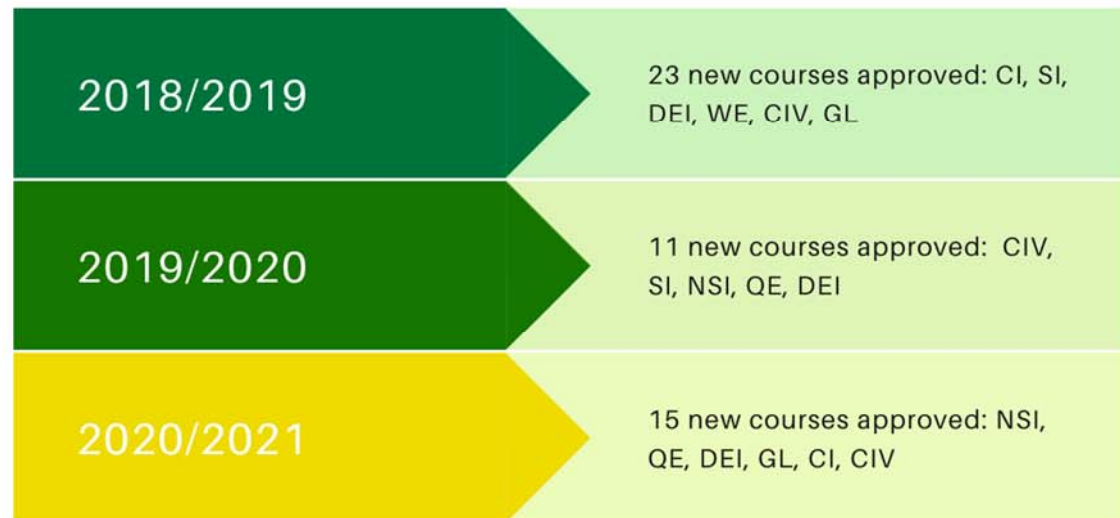 2018/2019
23 new courses approved: CI, SI,
DEI, WE, CIV, GL
2019/2020
11 new courses approved:  CIV,
SI, NSI, QE, DEI
2020/2021
15 new courses approved: NSI,
QE, DEI, GL, CI, CIV